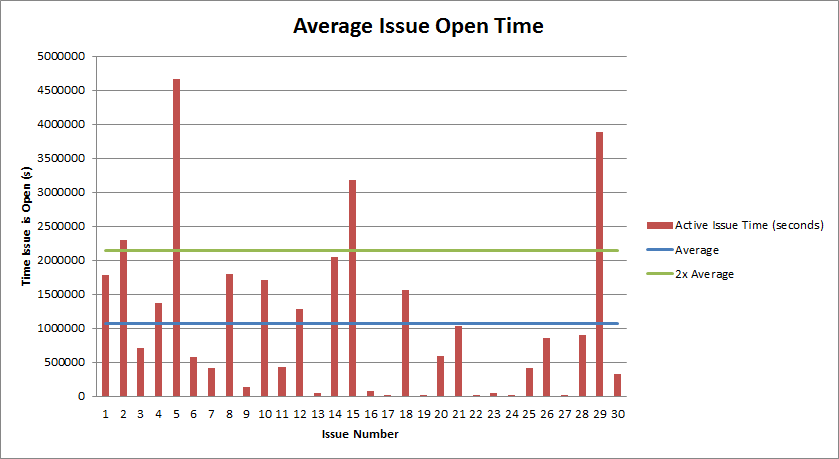 Average Issue Open Time
5000000
4500000
4000000
3500000
3000000
2500000
2000000
1500000
1000000
500000
0
Time Issue is Open (s)
1 2 3 4 5 6 7 8 9 10 11 12 13 14 15 16 17 18 19 20 21 22 23 24 25 26 27 28 29 30
Issue Number
Active Issue Time (seconds)
Average
2x Average